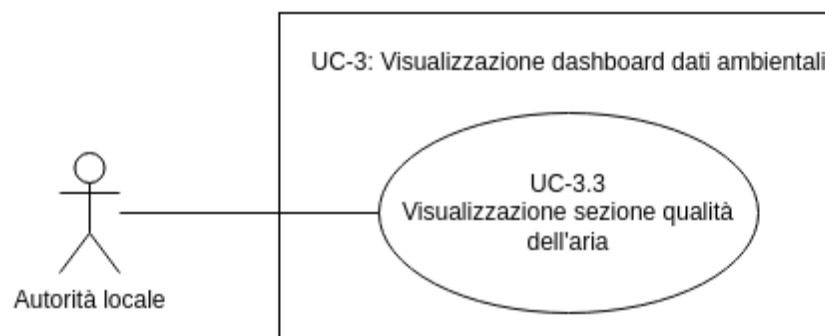 UC-3: Visualizzazione dashboard dati ambientali
UC-3.3
Visualizzazione sezione qualità
dell'aria
Autorità locale